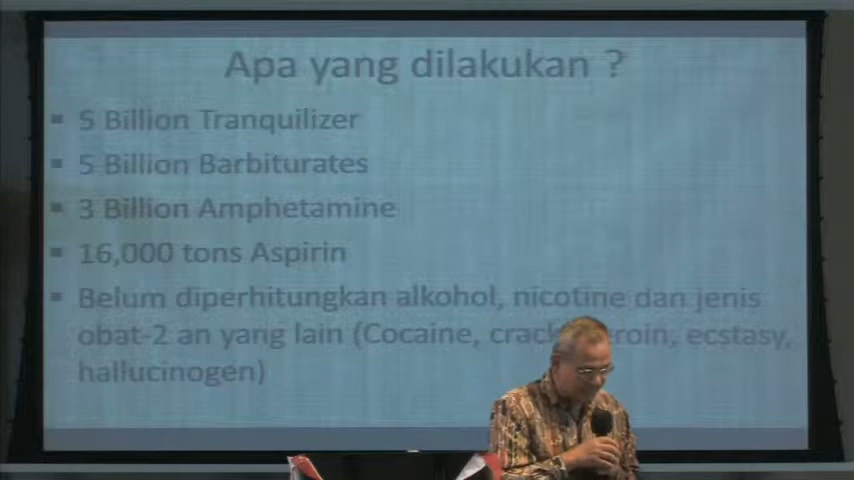 Apa yang dilakukan ?
5 Billion Tranquilizer
5 Billion Barbiturates
3 Billion Amphetamine
16,000 tons Aspirin
Belum diperhitungkan alkohol, nicotine dan jenis
obat-2 an yang lain (Cocaine, crack, ecstasy,
hallucinogen)